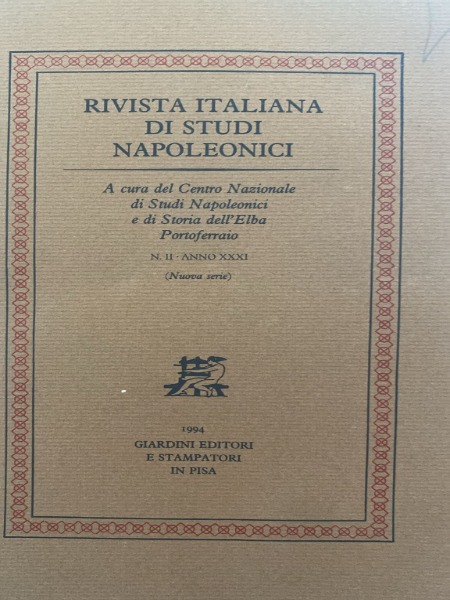 RIVISTA ITALIANA
DI STUDI
NAPOLEONICI
A cura del Centro Nazionale
di Studi Napoleonici
e di Storia dell'Elba
Portoferraio
N. II · ANNO XXXI
(Nuova serie)
1994
GIARDINI EDITORI
E STAMPATORI
IN PISA